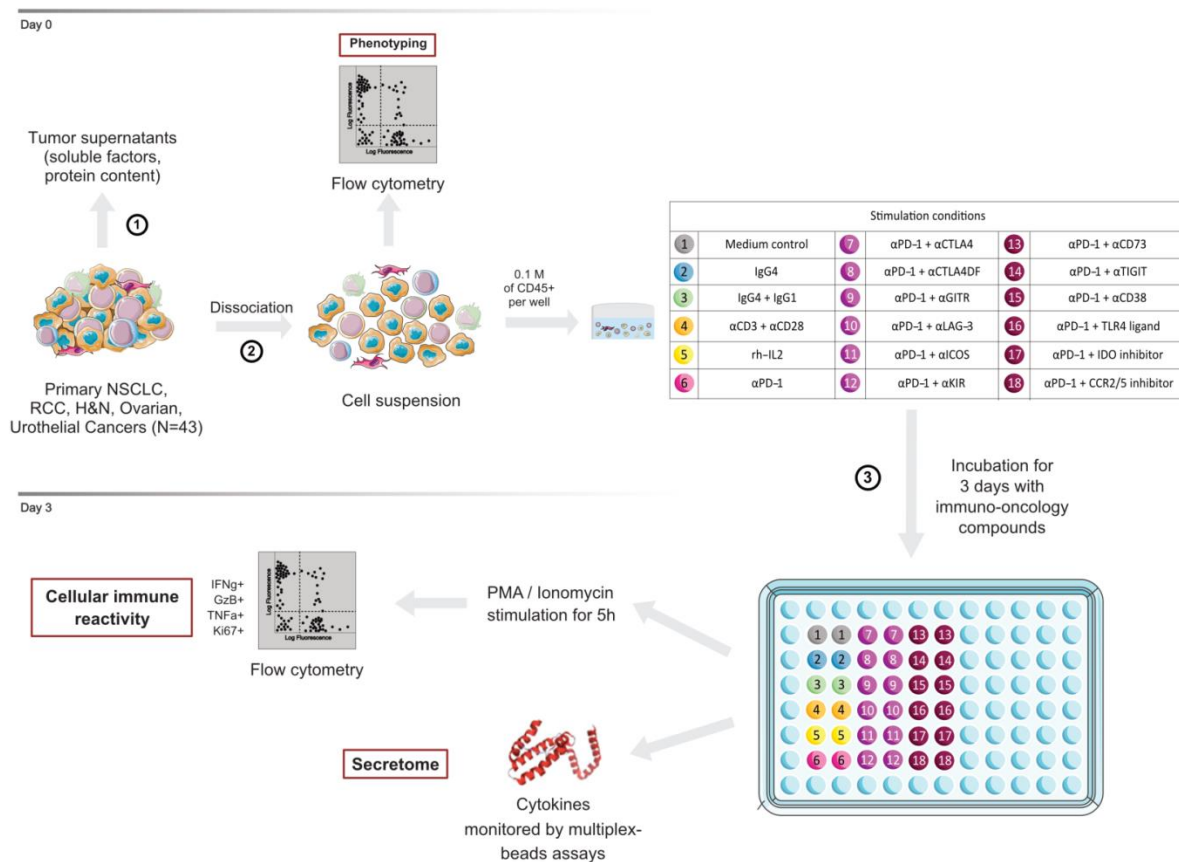 Day 0
Phenotyping
Log Fluorescence
Log Fluorescence
Flow cytometry
Tumor supernatants
(soluble factors,
protein content)
1
Primary NSCLC,
RCC, H&N, Ovarian,
Urothelial Cancers (N=43)
Dissociation
2
Cell suspension
0.1 M
of CD45+
per well
Stimulation conditions
1 Medium control 7 αPD-1 + αCTLA4 13 αPD-1 + αCD73
2 IgG4 8 αPD-1 + αCTLA4DF 14 αPD-1 + αTIGIT
3 IgG4 + IgG1 9 αPD-1 + αGITR 15 αPD-1 + αCD38
4 αCD3 + αCD28 10 αPD-1 + αLAG-3 16 αPD-1 + TLR4 ligand
5 rh-IL2 11 αPD-1 + αICOS 17 αPD-1 + IDO inhibitor
6 αPD-1 12 αPD-1 + αKIR 18 αPD-1 + CCR2/5 inhibitor
3
Incubation for
3 days with
immuno-oncology
compounds
Day 3
Cellular immune
reactivity
IFNg+
GzB+
TNFa+
Ki67+
Log Fluorescence
Log Fluorescence
Flow cytometry
PMA / Ionomycin
stimulation for 5h
Secretome
Cytokines
monitored by multiplex-
beads assays
1 1 7 7 13 13
2 2 8 8 14 14
3 3 9 9 15 15
4 4 10 10 16 16
5 5 11 11 17 17
6 6 12 12 18 18